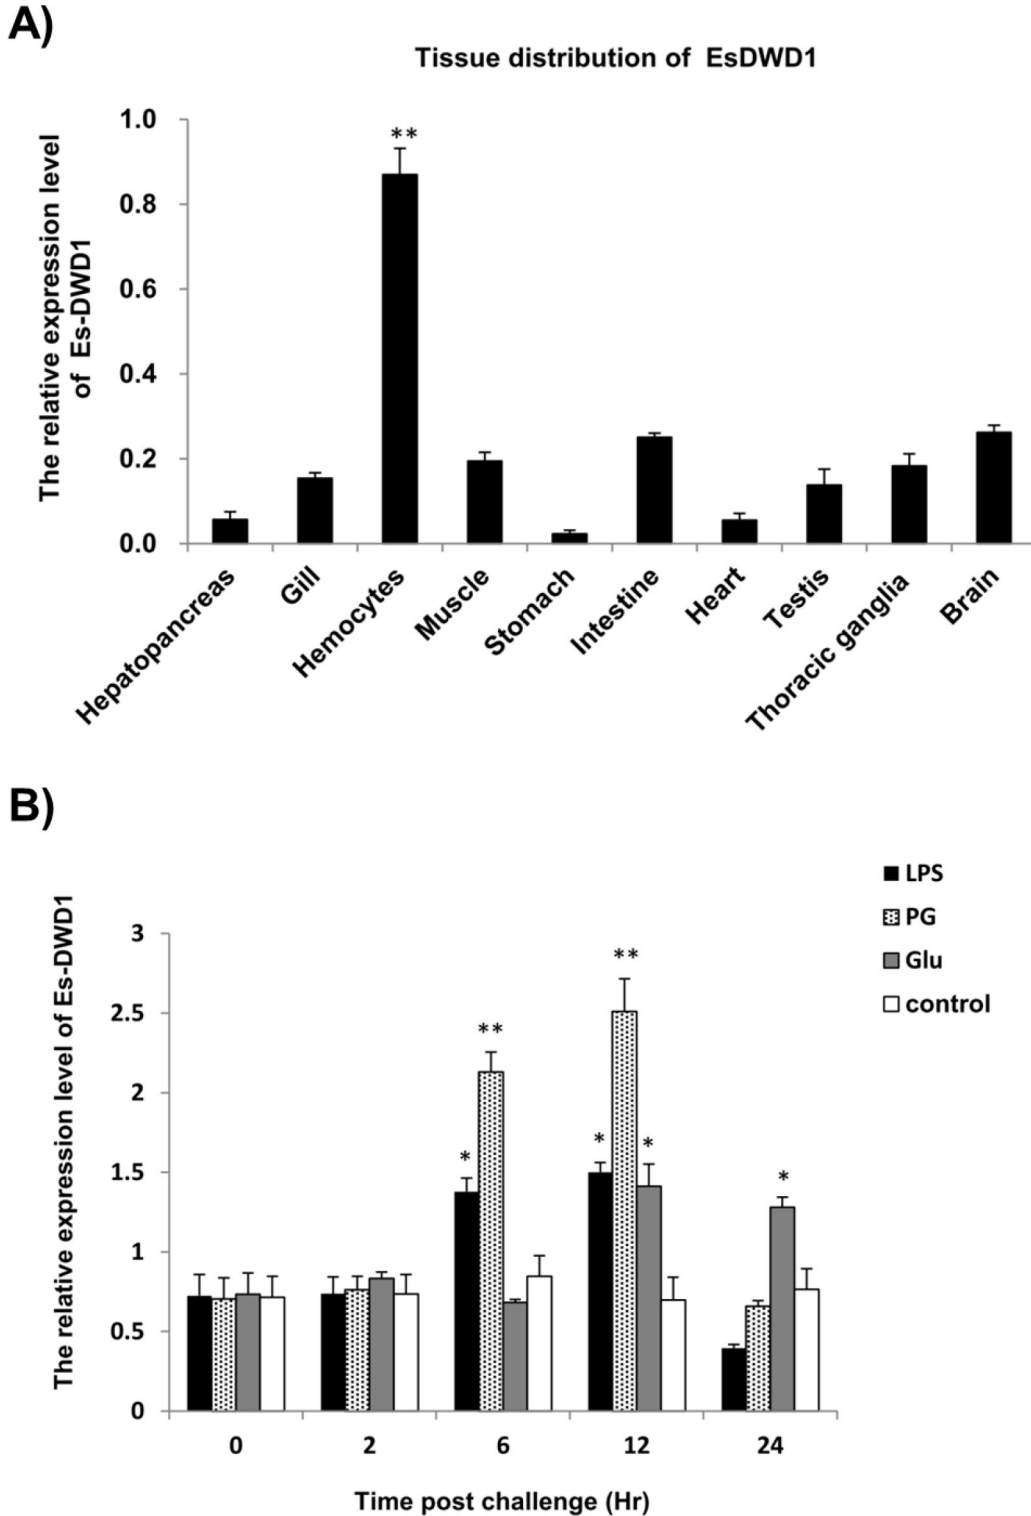 A)
Tissue distribution of EsDWD1
The relative expression level
of Es-DWD1
1.0
0.8
0.6
0.4
0.2
0.0
**
Hepatopancreas
Gill
Hemocytes
Muscle
Stomach
Intestine
Heart
Testis
Thoracic ganglia
Brain
B)
The relative expression level of Es-DWD1
3
2.5
2
1.5
1
0.5
0
*
**
*
**
*
*
LPS
PG
Glu
control
0
2
6
12
24
Time post challenge (Hr)